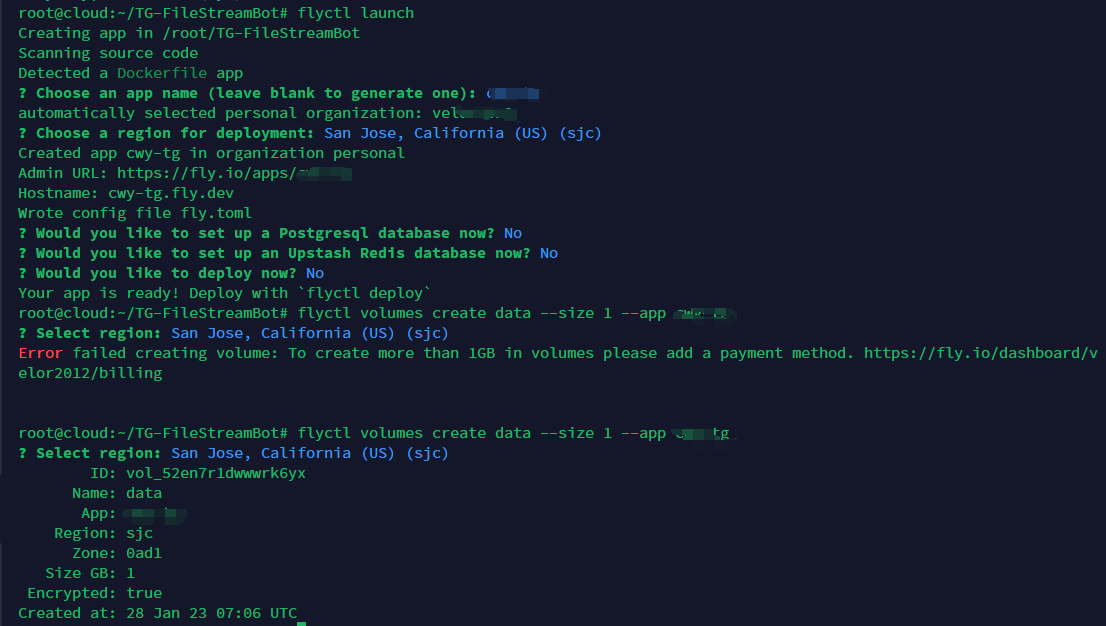 root@cloud:~/TG-FileStreamBot# flyctl launch
Creating app in /root/TG-FileStreamBot
Scanning source code
Detected a Dockerfile app
? Choose an app name (leave blank to generate one):
automatically selected personal organization:
? Choose a region for deployment: San Jose, California (US) (sjc)
Created app cwy-tg in organization personal
Admin URL: https://fly.io/apps/
Hostname: cwy-tg.fly.dev
Wrote config file fly.toml
? Would you like to set up a Postgresql database now? No
? Would you like to set up an Upstash Redis database now? No
? Would you like to deploy now? No
Your app is ready! Deploy with `flyctl deploy`
root@cloud:~/TG-FileStreamBot# flyctl volumes create data --size 1 --app
? Select region: San Jose, California (US) (sjc)
Error failed creating volume: To create more than 1GB in volumes please add a payment method. https://fly.io/dashboard/v
elor2012/billing
root@cloud:~/TG-FileStreamBot# flyctl volumes create data --size 1 --app
? Select region: San Jose, California (US) (sjc)
ID: vol_52en7r1dwwwrk6yx
Name: data
App:
Region: sjc
Zone: 0ad1
Size GB: 1
Encrypted: true
Created at: 28 Jan 23 07:06 UTC